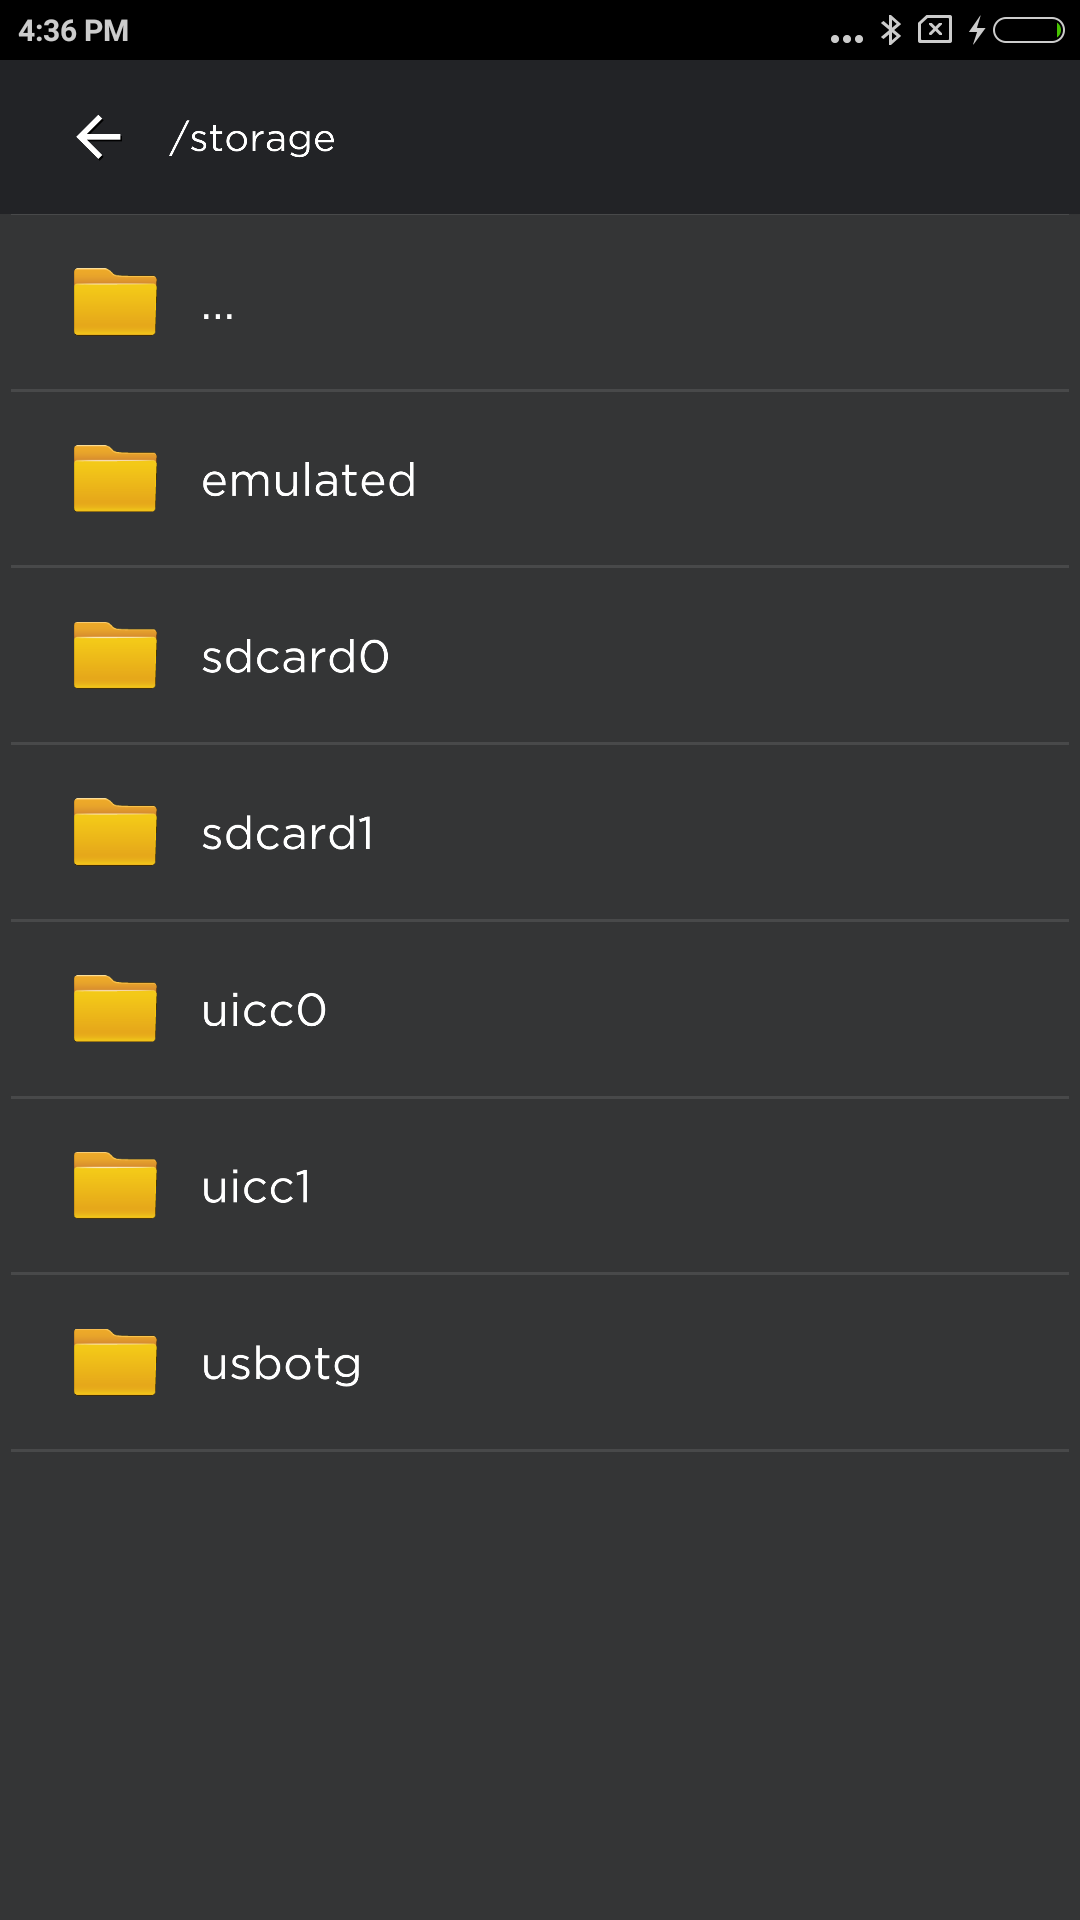 4:36 PM
/storage
...
emulated
sdcard0
sdcard1
uicc0
uicc1
usbotg